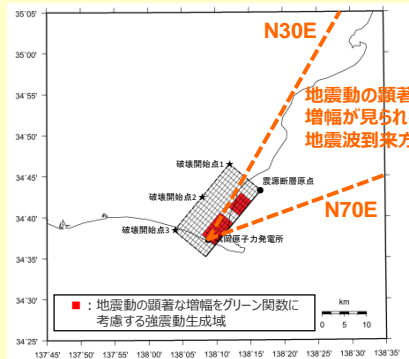 35˚05'
35˚00'
34˚55'
34˚50'
34˚45'
34˚40'
34˚35'
34˚30'
34˚25'
N30E
地震動の顕著
増幅が見られ
地震波到来方
破壊開始点1
震源断層原点
破壊開始点2
N70E
破壊開始点3
岡原子力発電所
■:地震動の顕著な増幅をグリーン関数に
考慮する強震動生成域
km
0 5 10
137˚45' 137˚50' 137˚55' 138˚00' 138˚05' 138˚10' 138˚15' 138˚20' 138˚25' 138˚30' 138˚35'